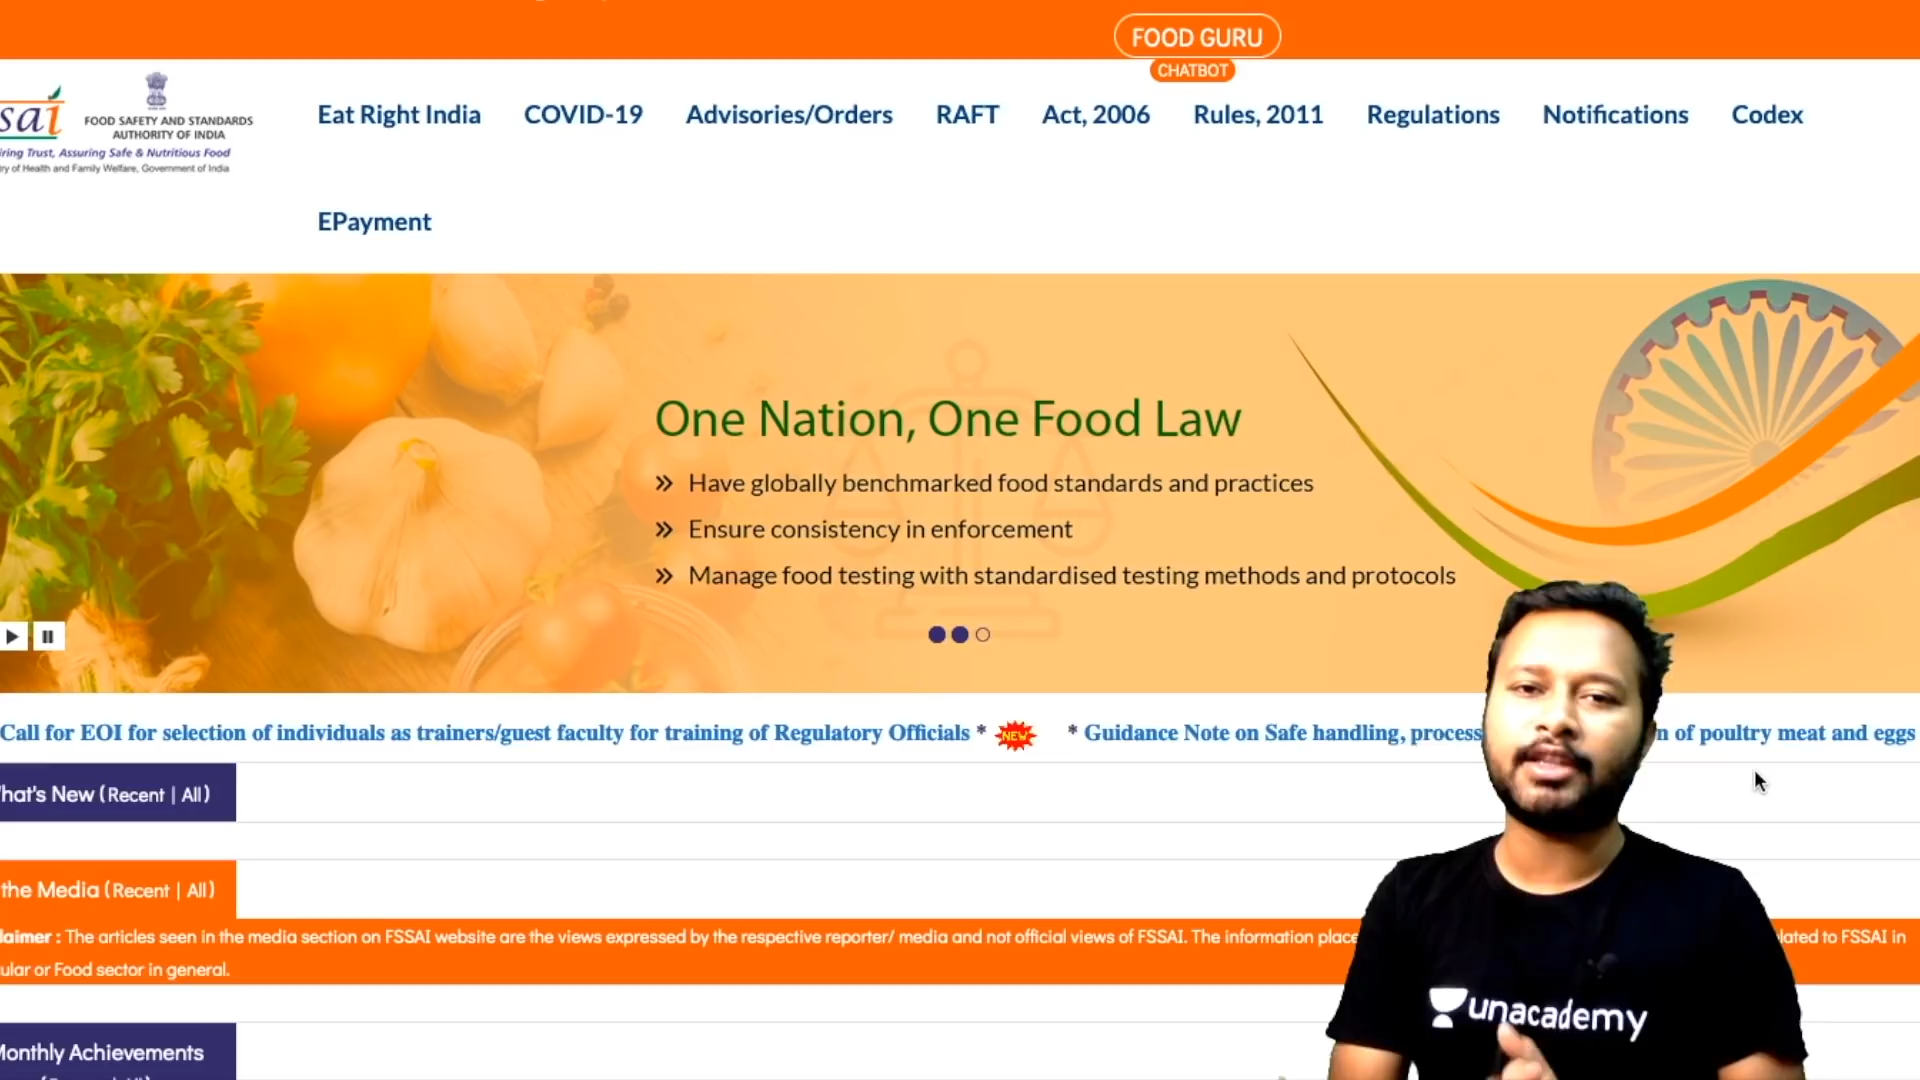 FOOD GURU
CHATBOT
ssai
FOOD SAFETY AND STANDARDS
AUTHORITY OF INDIA
iring Trust, Assuring Safe & Nutritious Food
ry of Health and Family Welfare, Government of India
Eat Right India COVID-19 Advisories/Orders RAFT Act, 2006 Rules, 2011 Regulations Notifications Codex
EPayment
One Nation, One Food Law
» Have globally benchmarked food standards and practices
» Ensure consistency in enforcement
» Manage food testing with standardised testing methods and protocols
Call for EOI for selection of individuals as trainers/guest faculty for training of Regulatory Officials * NEW * Guidance Note on Safe handling, process n of poultry meat and eggs
hat's New (Recent | All)
the Media (Recent | All)
laimer : The articles seen in the media section on FSSAI website are the views expressed by the respective reporter/ media and not official views of FSSAI. The information place lated to FSSAI in
ular or Food sector in general.
unacademy
Monthly Achievements